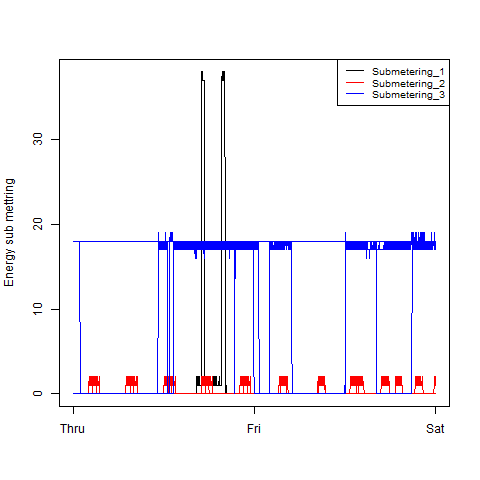 Submetering_1
Submetering_2
Submetering_3
Energy sub mettring
30
20
10
0
Thru Fri Sat